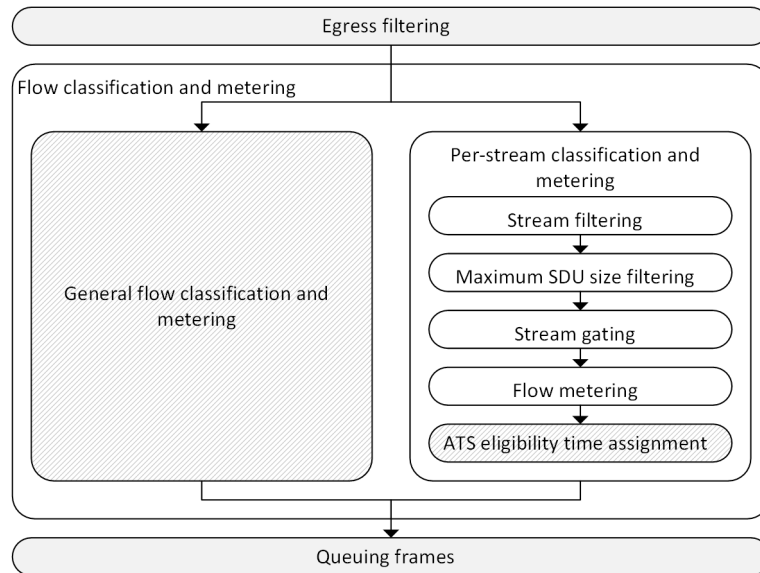 Egress filtering
Flow classification and metering
General flow classification and
metering
Per-stream classification and
metering
Stream filtering
Maximum SDU size filtering
Stream gating
Flow metering
ATS eligibility time assignment
Queuing frames